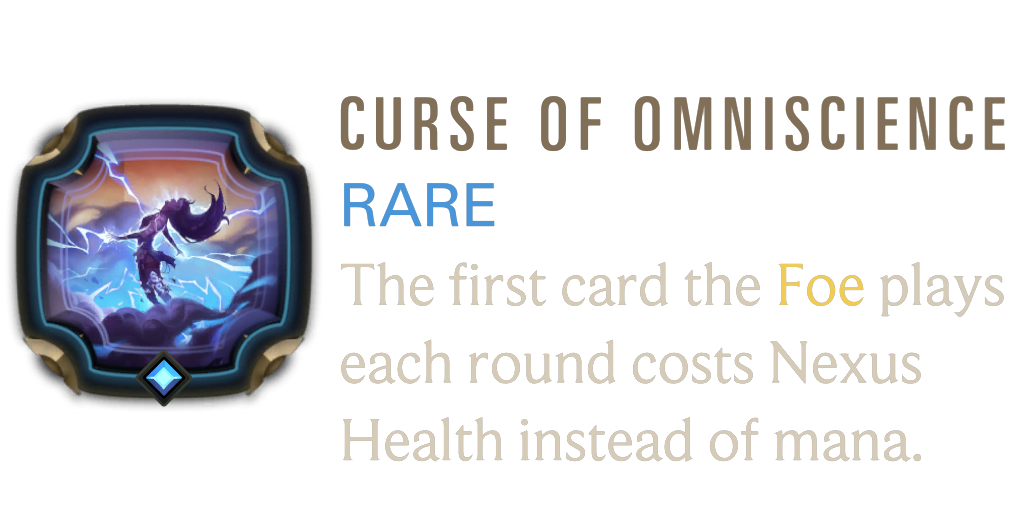 CURSE OF OMNISCIENCE
RARE
The first card the Foe plays
each round costs Nexus
Health instead of mana.